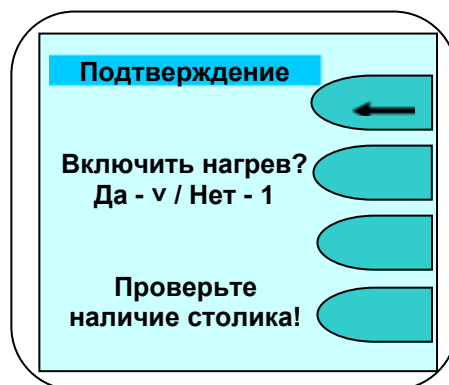 Подтверждение
Включить нагрев?
Да - v / Нет - 1
Проверьте
наличие столика!